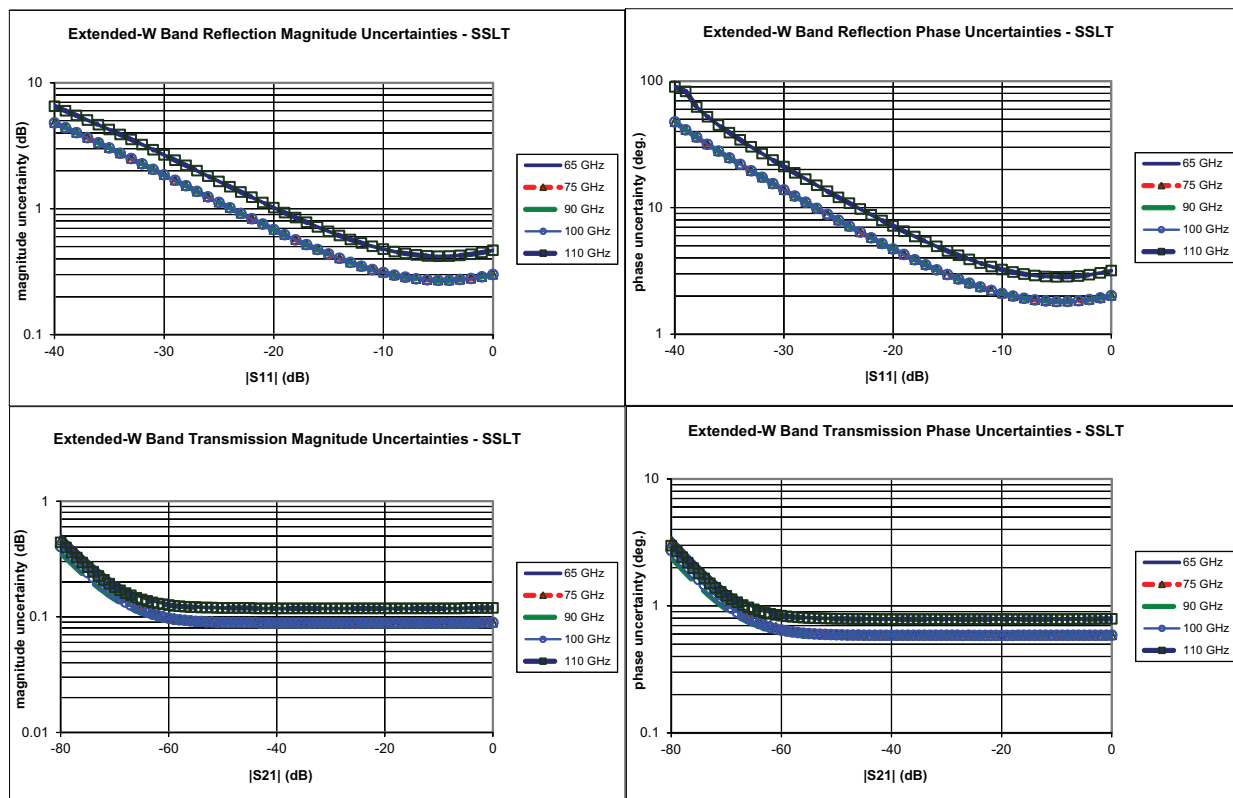 Extended-W Band Reflection Magnitude Uncertainties - SSLT
10
1
0.1
magnitude uncertainty (dB)
-40
-30
-20
-10
0
|S11| (dB)
65 GHz
75 GHz
90 GHz
100 GHz
110 GHz
Extended-W Band Reflection Phase Uncertainties - SSLT
100
10
1
phase uncertainty (deg.)
-40
-30
-20
-10
0
|S11| (dB)
65 GHz
75 GHz
90 GHz
100 GHz
110 GHz
Extended-W Band Transmission Magnitude Uncertainties - SSLT
1
0.1
0.01
magnitude uncertainty (dB)
-80
-60
-40
-20
0
|S21| (dB)
65 GHz
75 GHz
90 GHz
100 GHz
110 GHz
Extended-W Band Transmission Phase Uncertainties - SSLT
10
1
0.1
phase uncertainty (deg.)
-80
-60
-40
-20
0
|S21| (dB)
65 GHz
75 GHz
90 GHz
100 GHz
110 GHz